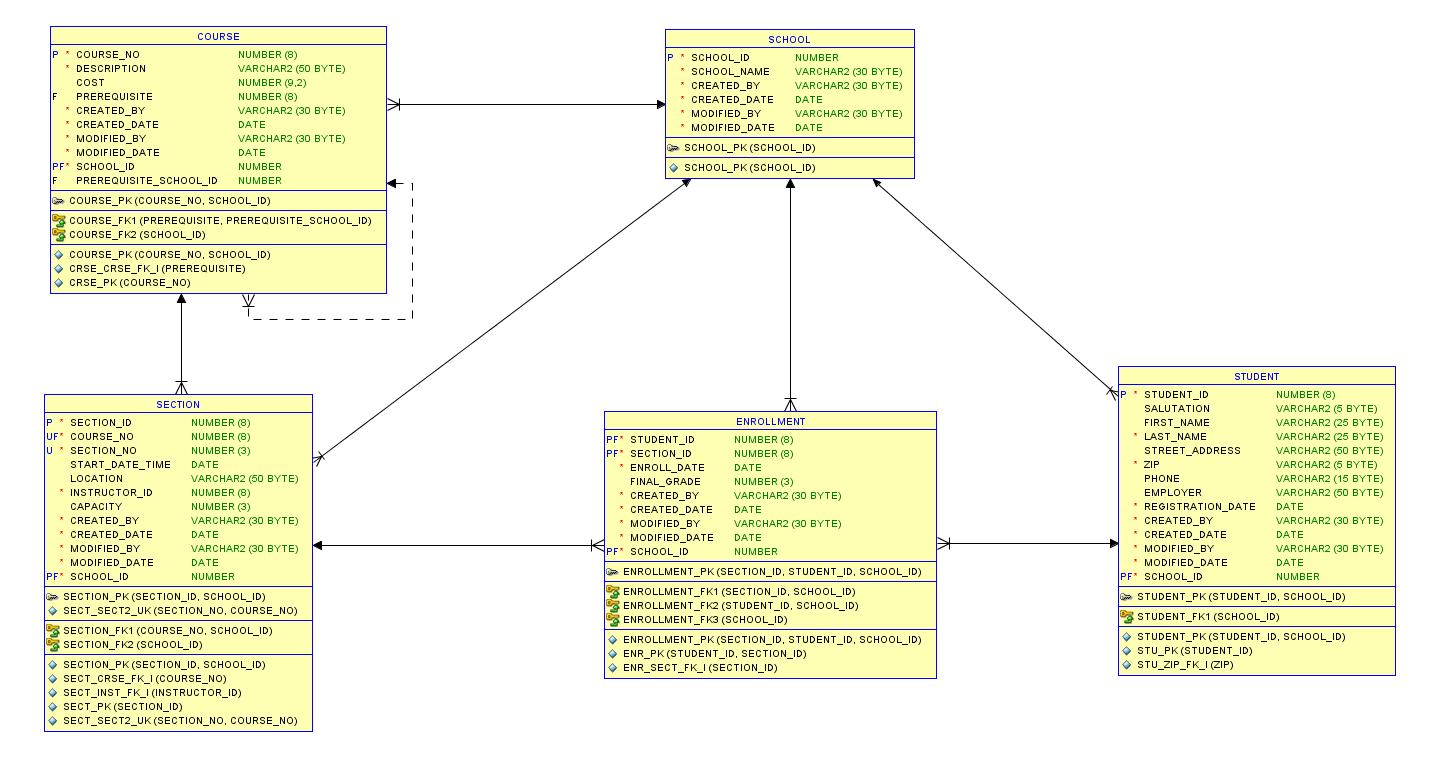 COURSE
P * COURSE_NO NUMBER (8)
* DESCRIPTION VARCHAR2 (50 BYTE)
COST NUMBER (9,2)
F PREREQUISITE NUMBER (8)
* CREATED_BY VARCHAR2 (30 BYTE)
* CREATED_DATE DATE
* MODIFIED_BY VARCHAR2 (30 BYTE)
* MODIFIED_DATE DATE
PF* SCHOOL_ID NUMBER
F PREREQUISITE_SCHOOL_ID NUMBER
COURSE_PK (COURSE_NO, SCHOOL_ID)
COURSE_FK1 (PREREQUISITE, PREREQUISITE_SCHOOL_ID)
COURSE_FK2 (SCHOOL_ID)
COURSE_PK (COURSE_NO, SCHOOL_ID)
CRSE_CRSE_FK_I (PREREQUISITE)
CRSE_PK (COURSE_NO)
SCHOOL
P * SCHOOL_ID NUMBER
* SCHOOL_NAME VARCHAR2 (30 BYTE)
* CREATED_BY VARCHAR2 (30 BYTE)
* CREATED_DATE DATE
* MODIFIED_BY VARCHAR2 (30 BYTE)
* MODIFIED_DATE DATE
SCHOOL_PK (SCHOOL_ID)
SCHOOL_PK (SCHOOL_ID)
SECTION
P * SECTION_ID NUMBER (8)
UF* COURSE_NO NUMBER (8)
U * SECTION_NO NUMBER (3)
START_DATE_TIME DATE
LOCATION VARCHAR2 (50 BYTE)
* INSTRUCTOR_ID NUMBER (8)
CAPACITY NUMBER (3)
* CREATED_BY VARCHAR2 (30 BYTE)
* CREATED_DATE DATE
* MODIFIED_BY VARCHAR2 (30 BYTE)
* MODIFIED_DATE DATE
PF* SCHOOL_ID NUMBER
SECTION_PK (SECTION_ID, SCHOOL_ID)
SECT_SECT2_UK (SECTION_NO, COURSE_NO)
SECTION_FK1 (COURSE_NO, SCHOOL_ID)
SECTION_FK2 (SCHOOL_ID)
SECTION_PK (SECTION_ID, SCHOOL_ID)
SECT_CRSE_FK_I (COURSE_NO)
SECT_INST_FK_I (INSTRUCTOR_ID)
SECT_PK (SECTION_ID)
SECT_SECT2_UK (SECTION_NO, COURSE_NO)
ENROLLMENT
PF* STUDENT_ID NUMBER (8)
PF* SECTION_ID NUMBER (8)
* ENROLL_DATE DATE
FINAL_GRADE NUMBER (3)
* CREATED_BY VARCHAR2 (30 BYTE)
* CREATED_DATE DATE
* MODIFIED_BY VARCHAR2 (30 BYTE)
* MODIFIED_DATE DATE
PF* SCHOOL_ID NUMBER
ENROLLMENT_PK (SECTION_ID, STUDENT_ID, SCHOOL_ID)
ENROLLMENT_FK1 (SECTION_ID, SCHOOL_ID)
ENROLLMENT_FK2 (STUDENT_ID, SCHOOL_ID)
ENROLLMENT_FK3 (SCHOOL_ID)
ENROLLMENT_PK (SECTION_ID, STUDENT_ID, SCHOOL_ID)
ENR_PK (STUDENT_ID, SECTION_ID)
ENR_SECT_FK_I (SECTION_ID)
STUDENT
P * STUDENT_ID NUMBER (8)
SALUTATION VARCHAR2 (5 BYTE)
FIRST_NAME VARCHAR2 (25 BYTE)
* LAST_NAME VARCHAR2 (25 BYTE)
STREET_ADDRESS VARCHAR2 (50 BYTE)
* ZIP VARCHAR2 (5 BYTE)
PHONE VARCHAR2 (15 BYTE)
EMPLOYER VARCHAR2 (50 BYTE)
* REGISTRATION_DATE DATE
* CREATED_BY VARCHAR2 (30 BYTE)
* CREATED_DATE DATE
* MODIFIED_BY VARCHAR2 (30 BYTE)
* MODIFIED_DATE DATE
PF* SCHOOL_ID NUMBER
STUDENT_PK (STUDENT_ID, SCHOOL_ID)
STUDENT_FK1 (SCHOOL_ID)
STUDENT_PK (STUDENT_ID, SCHOOL_ID)
STU_PK (STUDENT_ID)
STU_ZIP_FK_I (ZIP)